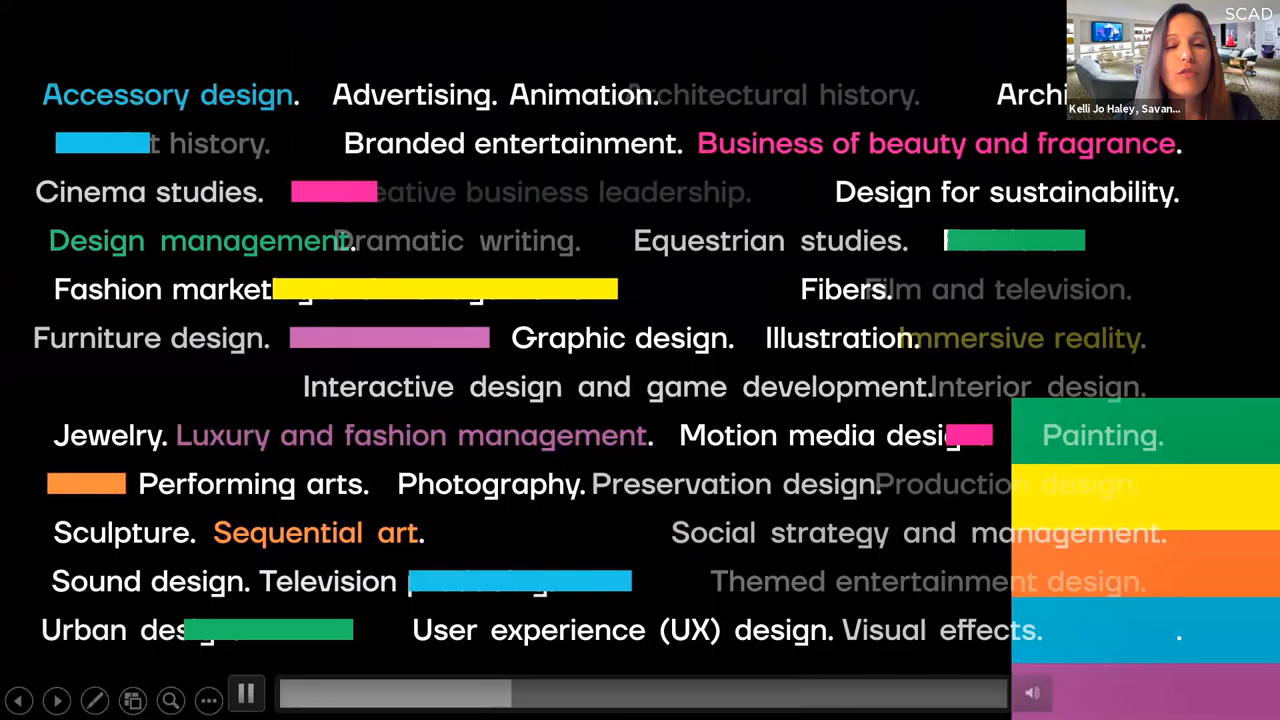 SCAD
Kelli Jo Haley, Savan...
Accessory design. Advertising. Animation. Architectural history. Archi
history. Branded entertainment. Business of beauty and fragrance.
Cinema studies. eative business leadership. Design for sustainability.
Design management. Dramatic writing. Equestrian studies.
Fashion market Fibers. Film and television.
Furniture design. Graphic design. Illustration. Immersive reality.
Interactive design and game development. Interior design.
Jewelry. Luxury and fashion management. Motion media desig Painting.
Performing arts. Photography. Preservation design. Production design.
Sculpture. Sequential art. Social strategy and management.
Sound design. Television Themed entertainment design.
Urban des User experience (UX) design. Visual effects. .